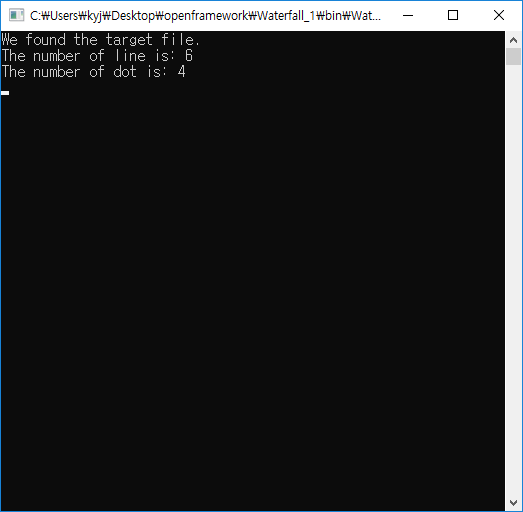 C:₩Users₩kyj₩Desktop₩openframework₩Waterfall_1₩bin₩Wat...
We found the target file.
The number of line is: 6
The number of dot is: 4